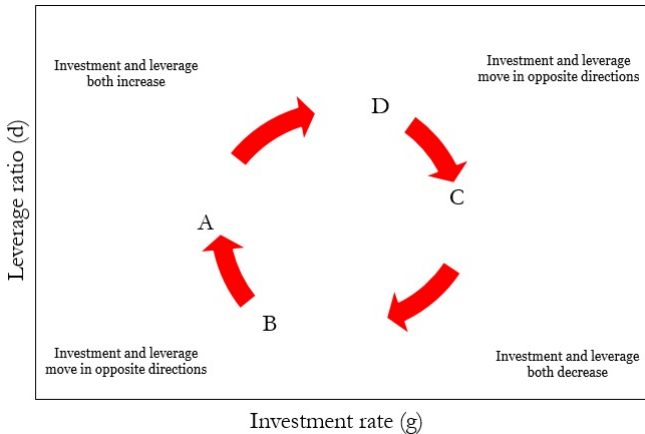 Investment and leverage
both increase
Investment and leverage
move in opposite directions
D
A
C
B
Investment and leverage
move in opposite directions
Investment and leverage
both decrease
Leverage ratio (d)
Investment rate (g)